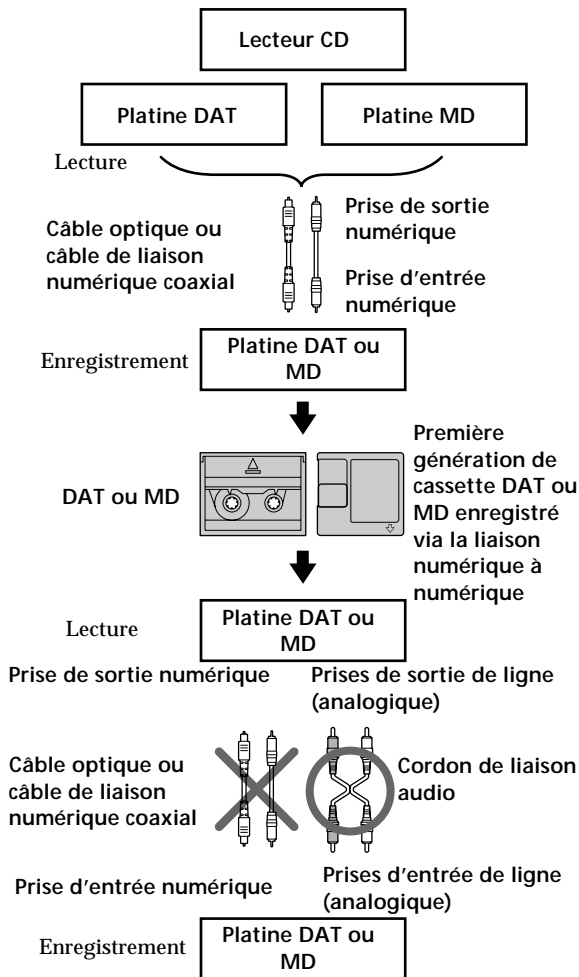 Lecteur CD
Platine DAT
Platine MD
Lecture
Câble optique ou
câble de liaison
numérique coaxial
Prise de sortie
numérique
Prise d'entrée
numérique
Enregistrement
Platine DAT ou
MD
DAT ou MD
Première
génération de
cassette DAT ou
MD enregistré
via la liaison
numérique à
numérique
Lecture
Platine DAT ou
MD
Prise de sortie numérique
Prises de sortie de ligne
(analogique)
Câble optique ou
câble de liaison
numérique coaxial
Cordon de liaison
audio
Prise d'entrée numérique
Prises d'entrée de ligne
(analogique)
Enregistrement
Platine DAT ou
MD